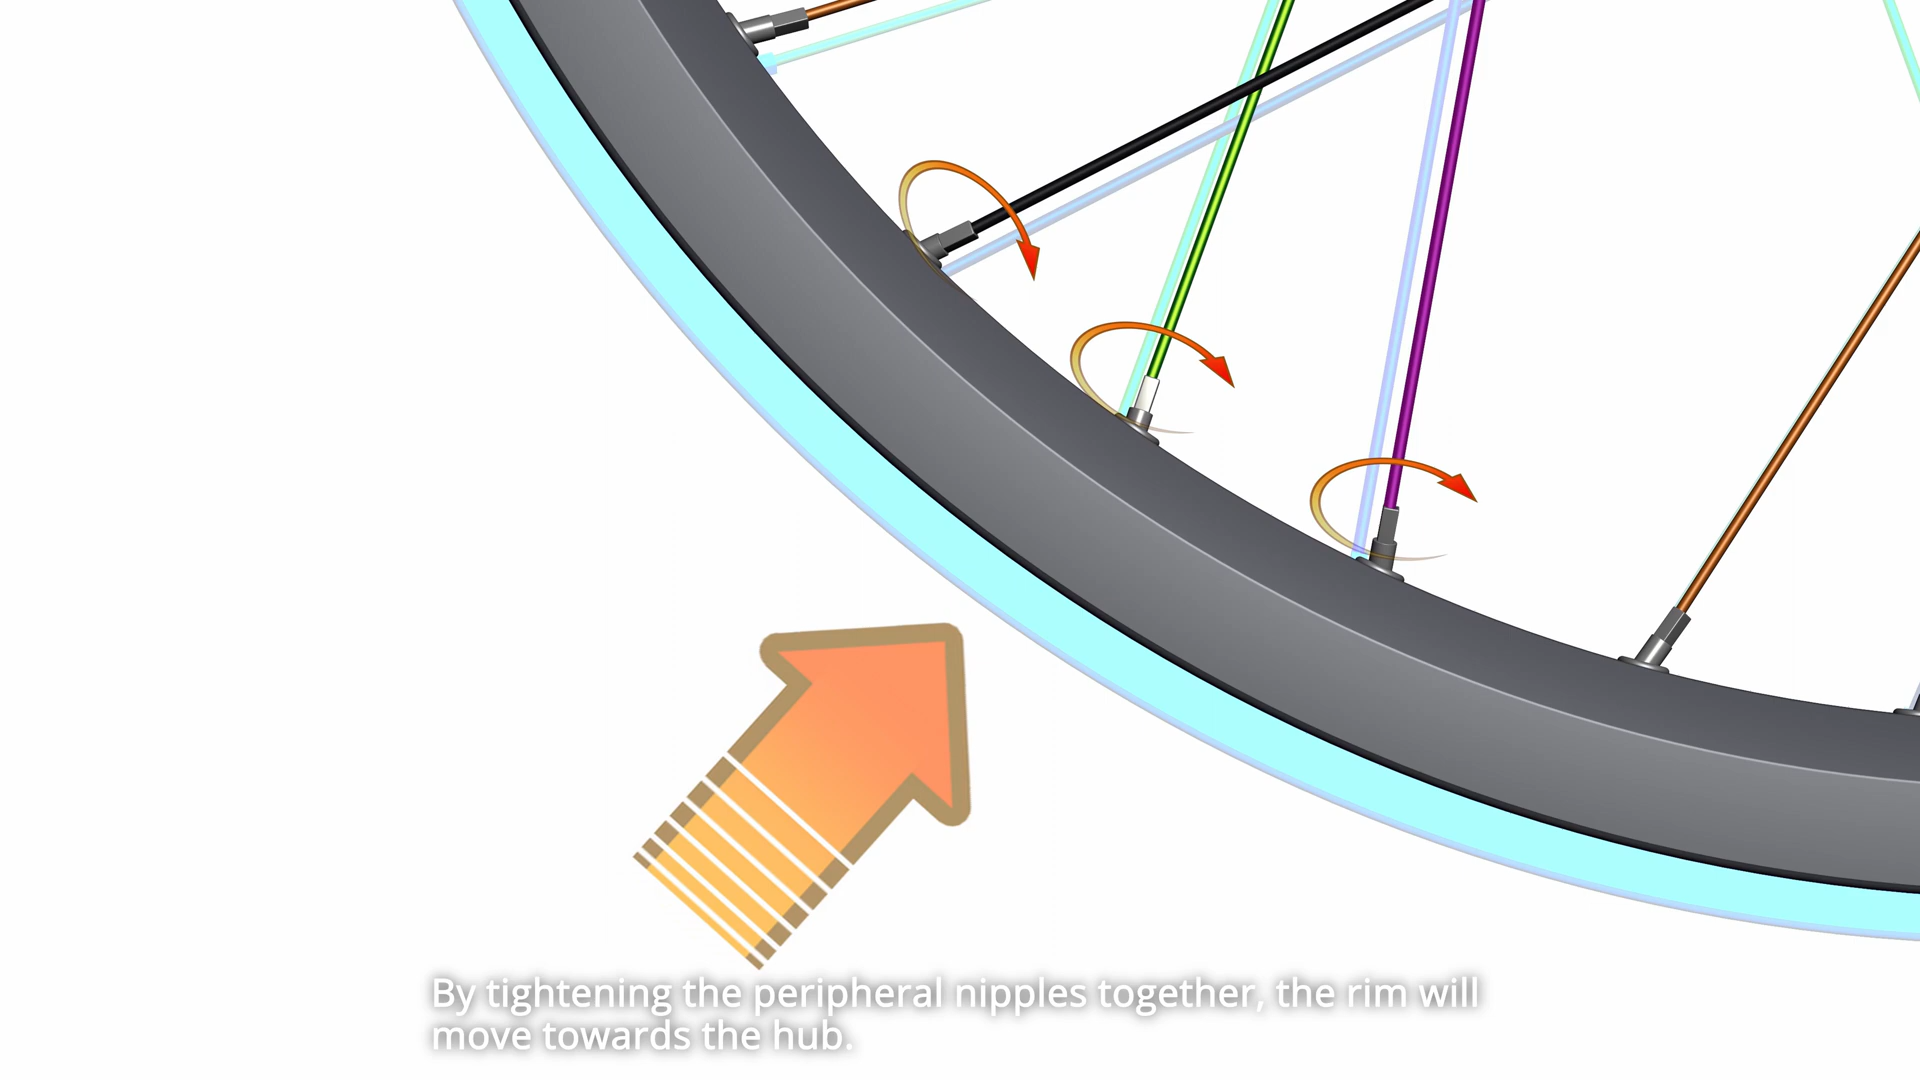 By tightening the peripheral nipples together, the rim will
move towards the hub.